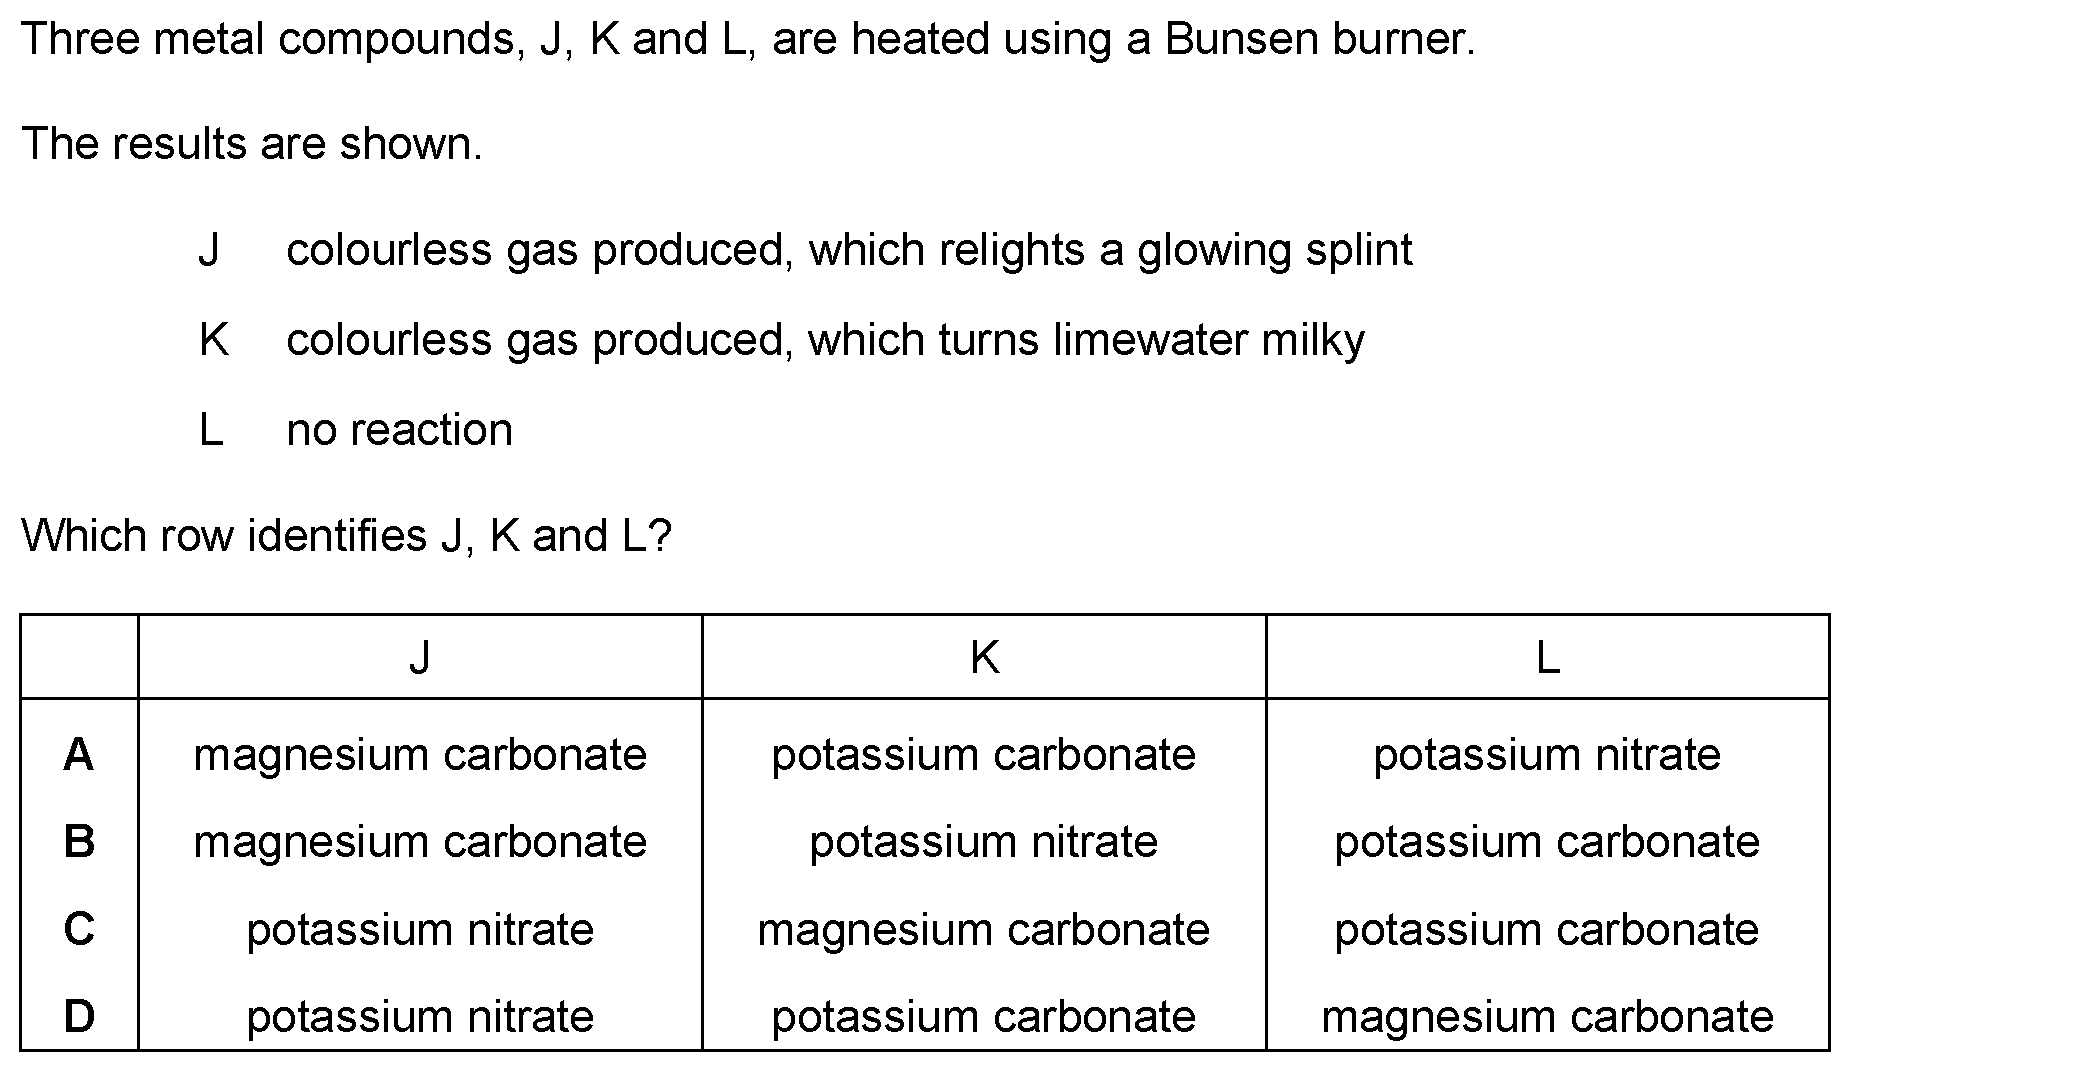 Three metal compounds, J, K and L, are heated using a Bunsen burner.
The results are shown.
J colourless gas produced, which relights a glowing splint
K colourless gas produced, which turns limewater milky
L no reaction
Which row identifies J, K and L?
J K L
A magnesium carbonate potassium carbonate potassium nitrate
B magnesium carbonate potassium nitrate potassium carbonate
C potassium nitrate magnesium carbonate potassium carbonate
D potassium nitrate potassium carbonate magnesium carbonate